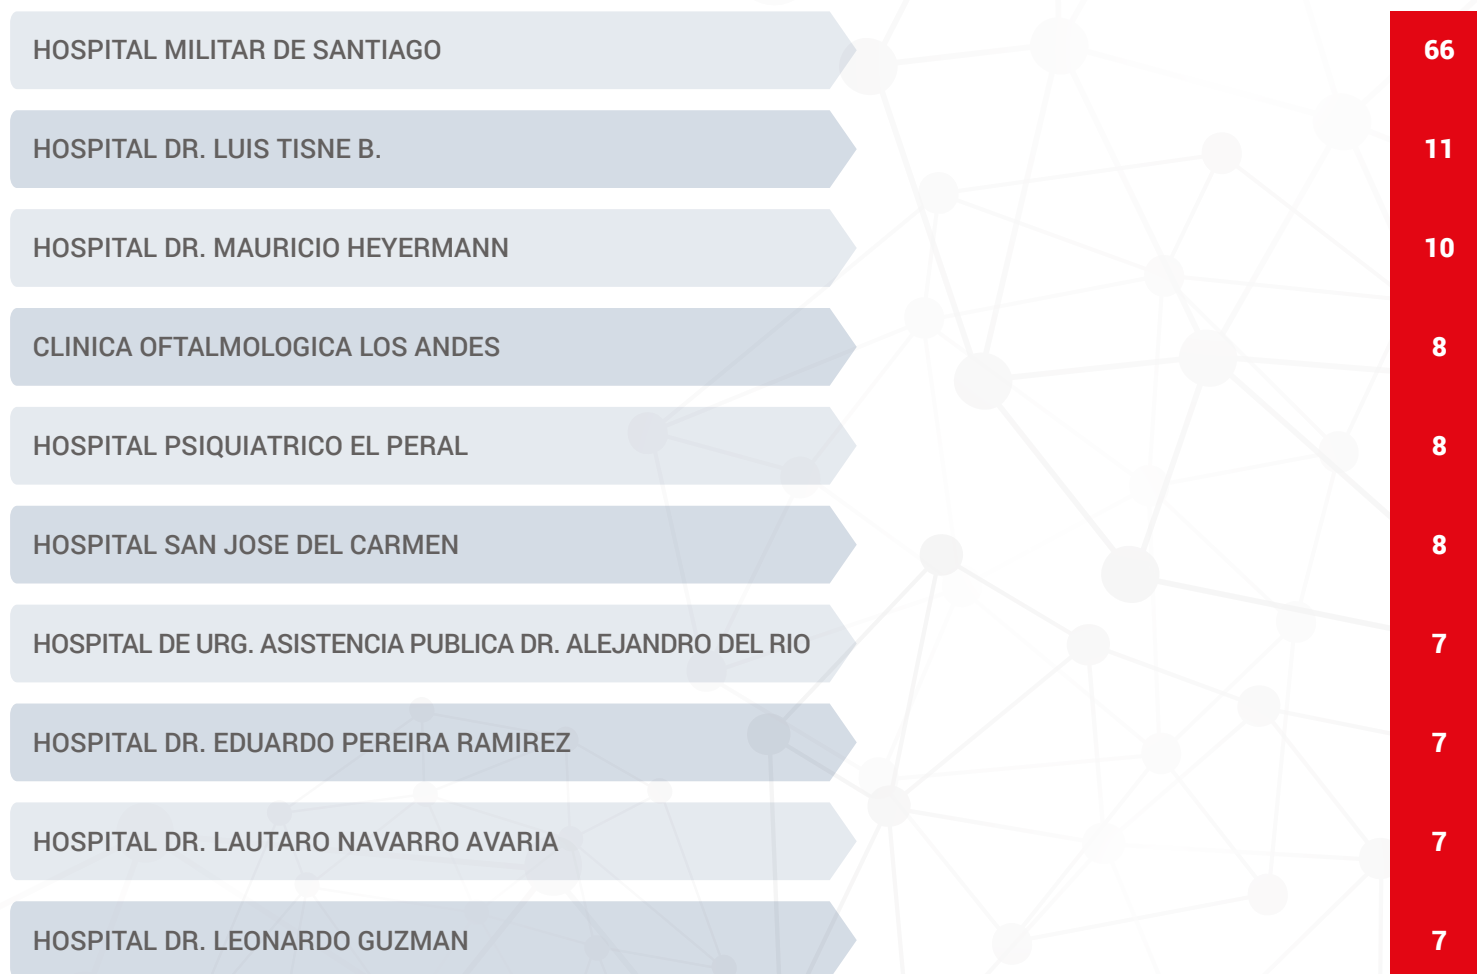 HOSPITAL MILITAR DE SANTIAGO 66
HOSPITAL DR. LUIS TISNE B. 11
HOSPITAL DR. MAURICIO HEYERMANN 10
CLINICA OFTALMOLOGICA LOS ANDES 8
HOSPITAL PSIQUIATRICO EL PERAL 8
HOSPITAL SAN JOSE DEL CARMEN 8
HOSPITAL DE URG. ASISTENCIA PUBLICA DR. ALEJANDRO DEL RIO 7
HOSPITAL DR. EDUARDO PEREIRA RAMIREZ 7
HOSPITAL DR. LAUTARO NAVARRO AVARIA 7
HOSPITAL DR. LEONARDO GUZMAN 7